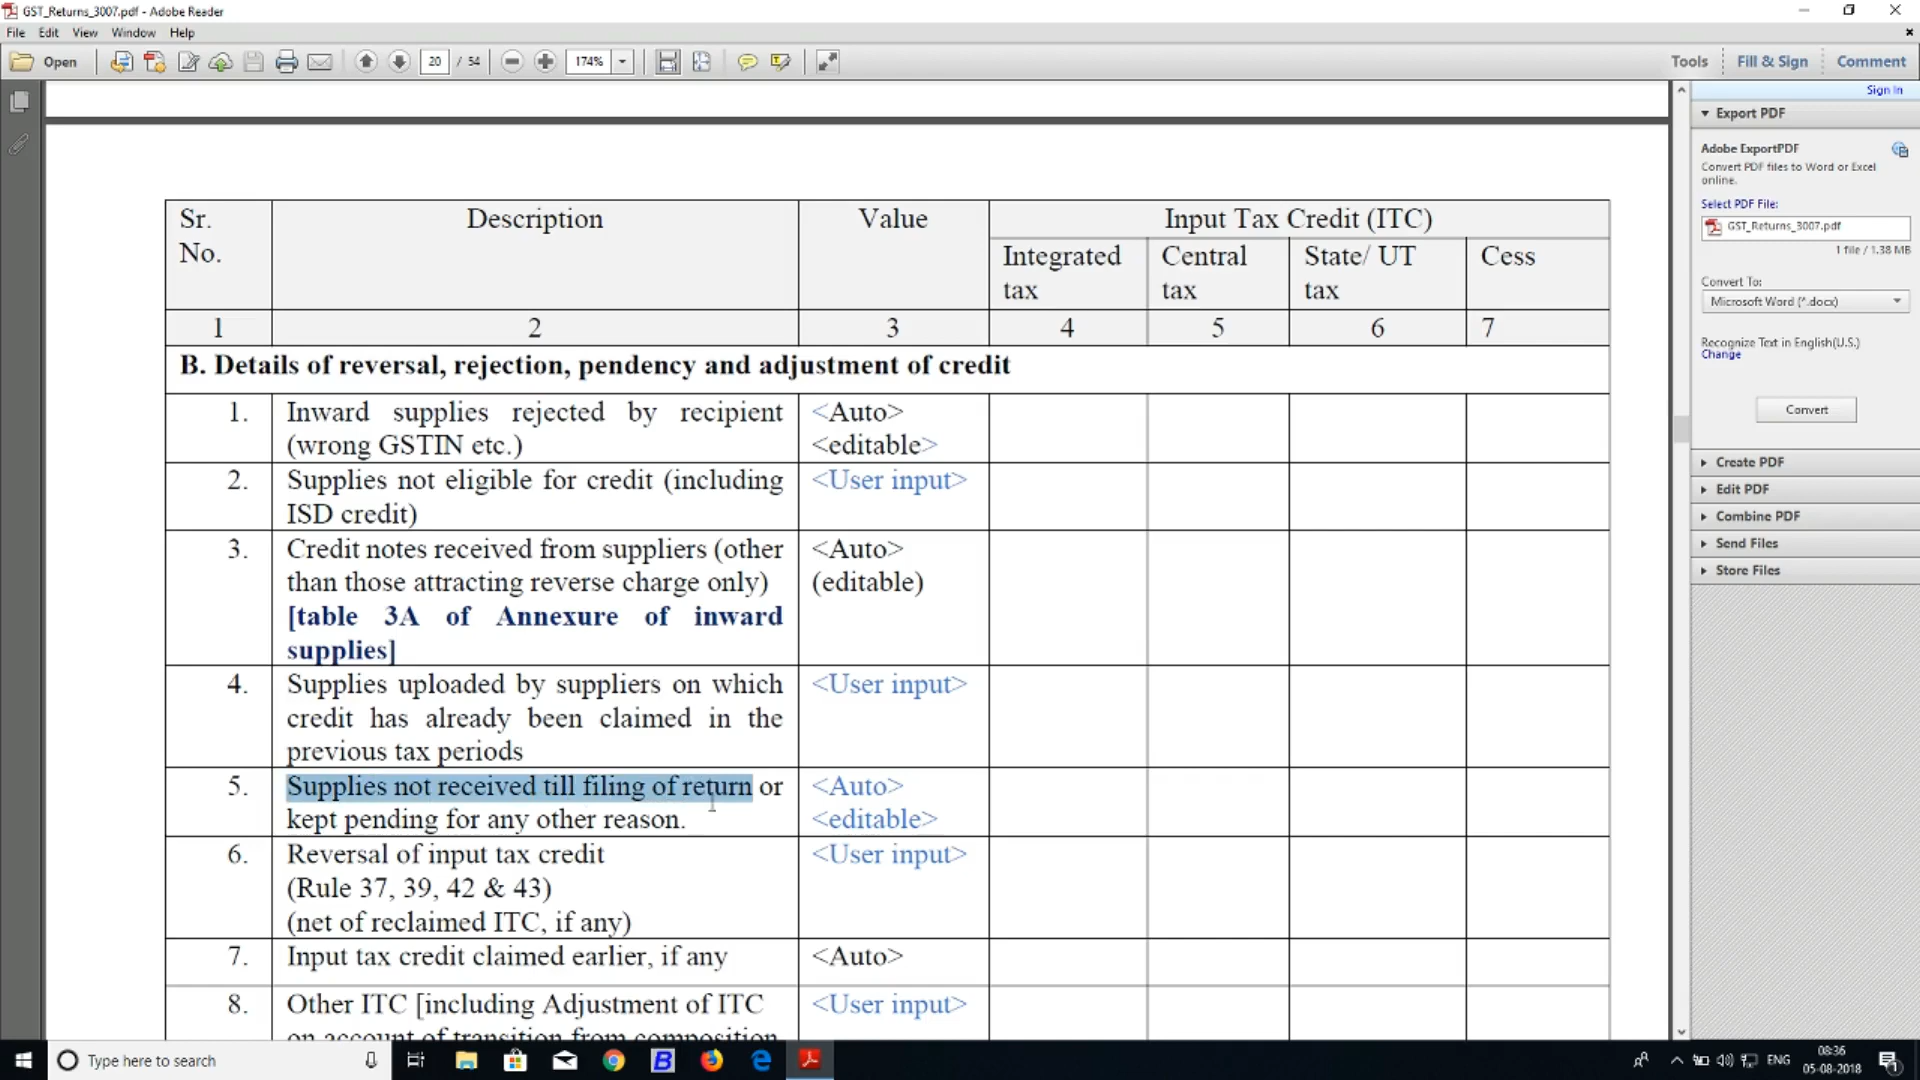 GST_Returns_3007.pdf - Adobe Reader
File Edit View Window Help
Open 20 / 54 174% Tools Fill & Sign Comment
Sign In
Export PDF
Adobe ExportPDF
Convert PDF files to Word or Excel
online.
Select PDF File:
GST_Returns_3007.pdf
1 file / 1.38 MB
Convert To:
Microsoft Word (*.docx)
Recognize Text in English(U.S.)
Change
Convert
Create PDF
Edit PDF
Combine PDF
Send Files
Store Files
Sr. Description Value Input Tax Credit (ITC)
No. Integrated Central State/ UT Cess
tax tax tax
1 2 3 4 5 6 7
B. Details of reversal, rejection, pendency and adjustment of credit
1. Inward supplies rejected by recipient <Auto>
(wrong GSTIN etc.) <editable>
2. Supplies not eligible for credit (including <User input>
ISD credit)
3. Credit notes received from suppliers (other <Auto>
than those attracting reverse charge only) (editable)
[table 3A of Annexure of inward
supplies]
4. Supplies uploaded by suppliers on which <User input>
credit has already been claimed in the
previous tax periods
5. Supplies not received till filing of return or <Auto>
kept pending for any other reason. <editable>
6. Reversal of input tax credit <User input>
(Rule 37, 39, 42 & 43)
(net of reclaimed ITC, if any)
7. Input tax credit claimed earlier, if any <Auto>
8. Other ITC [including Adjustment of ITC <User input>
on account of transition from composition
Type here to search
ENG
08:36
05-08-2018
1